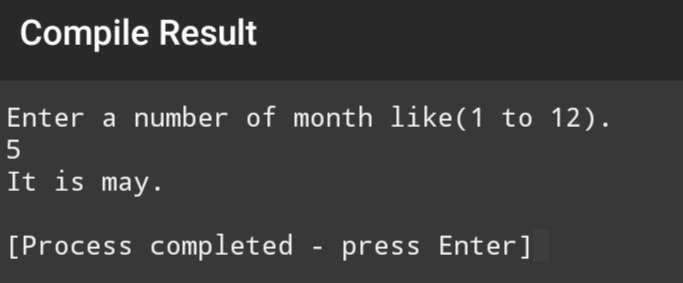 Compile Result
Enter a number of month like(1 to 12).
5
It is may.
[Process completed - press Enter]